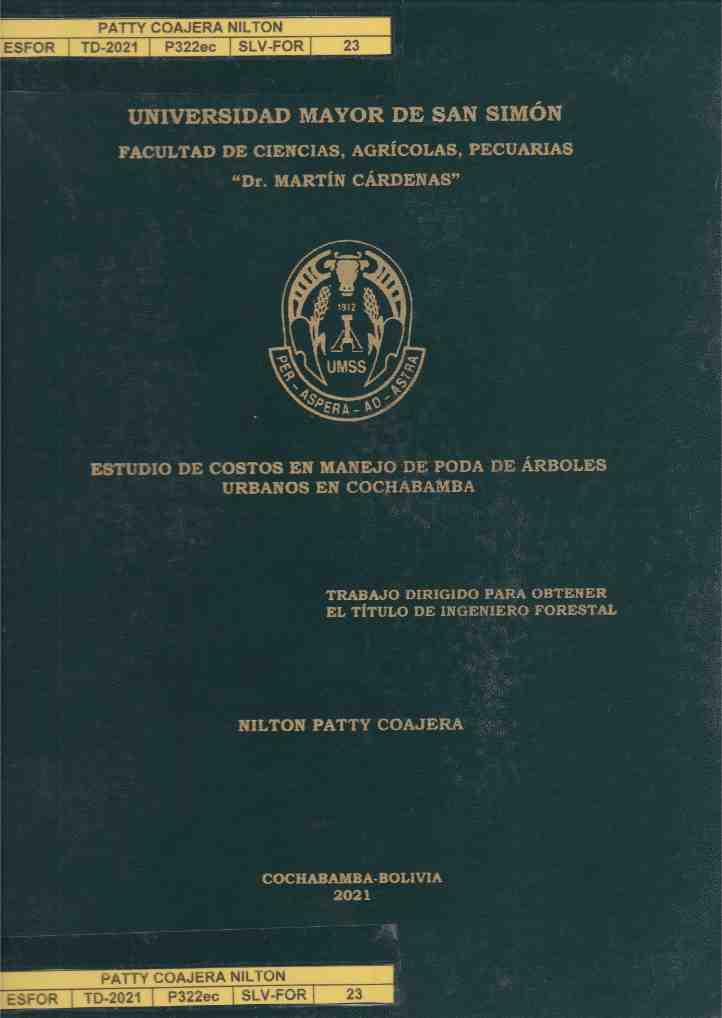 PATTY COAJERA NILTON
ESFOR TD-2021 P322ec SLV-FOR 23
UNIVERSIDAD MAYOR DE SAN SIMÓN
FACULTAD DE CIENCIAS, AGRÍCOLAS, PECUARIAS
“Dr. MARTÍN CÁRDENAS”
1912
UMSS
PER - ASPERA - AD - ASTRA
ESTUDIO DE COSTOS EN MANEJO DE PODA DE ÁRBOLES
URBANOS EN COCHABAMBA
TRABAJO DIRIGIDO PARA OBTENER
EL TÍTULO DE INGENIERO FORESTAL
NILTON PATTY COAJERA
COCHABAMBA-BOLIVIA
2021
PATTY COAJERA NILTON
ESFOR TD-2021 P322ec SLV-FOR 23